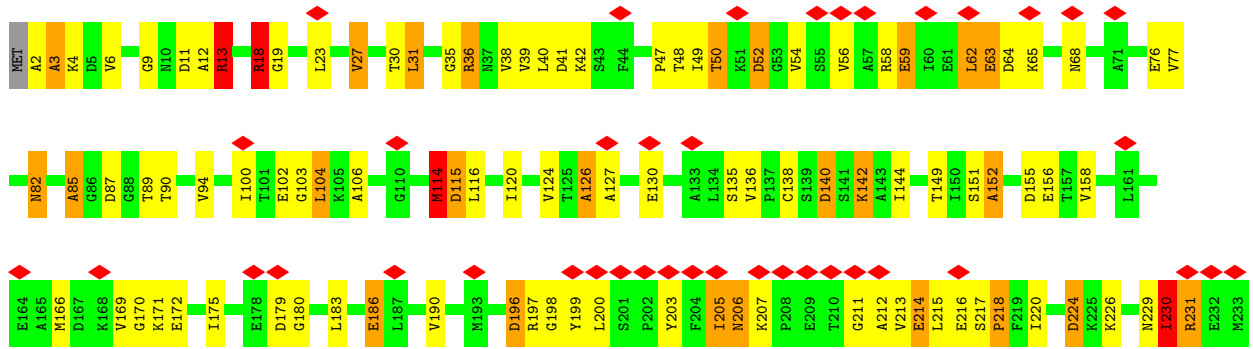 MET A2 A3 K4 D5 V6 G9 N10 D11 A12 R13 R18 G19 L23 V27 T30 L31 G35 R36 N37 V38 V39 L40 D41 K42 S43 F44 P47 T48 I49 T50 K51 D52 G53 V54 S55 V56 A57 R58 E59 I60 E61 L62 E63 D64 K65 N68 A71 E76 V77
N82 A85 G86 D87 G88 T89 T90 V94 I100 T101 E102 G103 L104 K105 A106 G110 M114 D115 L116 I120 V124 T125 A126 A127 E130 A133 L134 S135 V136 P137 C138 S139 D140 S141 K142 A143 I144 T149 I150 S151 A152 D155 E156 T157 V158 L161
E164 A165 M166 D167 K168 V169 G170 K171 E172 I175 E178 D179 G180 L183 E186 L187 V190 M193 D196 R197 G198 Y199 L200 S201 P202 Y203 F204 I205 N206 K207 P208 E209 T210 G211 A212 V213 E214 L215 E216 S217 P218 F219 I220 D224 K225 K226 N229 I230 R231 E232 M233